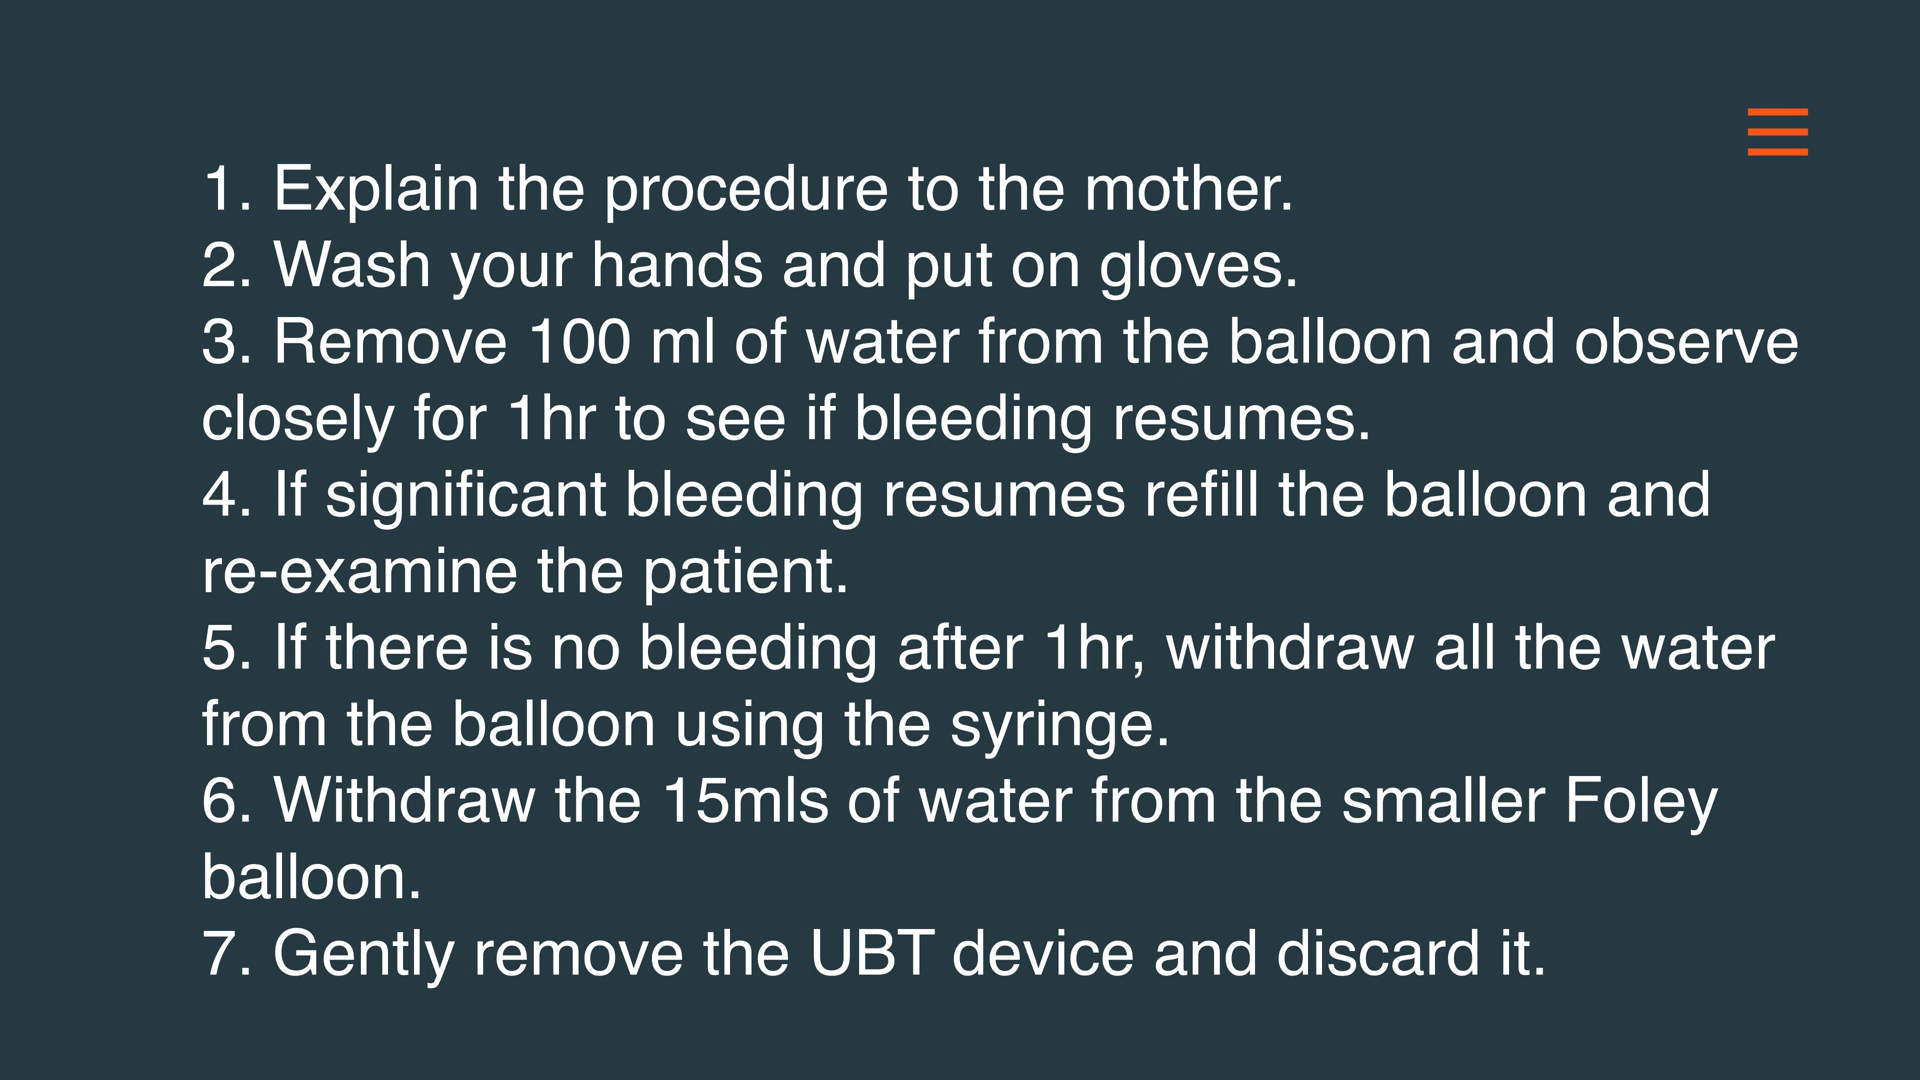 1. Explain the procedure to the mother.
2. Wash your hands and put on gloves.
3. Remove 100 ml of water from the balloon and observe
closely for 1hr to see if bleeding resumes.
4. If significant bleeding resumes refill the balloon and
re-examine the patient.
5. If there is no bleeding after 1hr, withdraw all the water
from the balloon using the syringe.
6. Withdraw the 15mls of water from the smaller Foley
balloon.
7. Gently remove the UBT device and discard it.